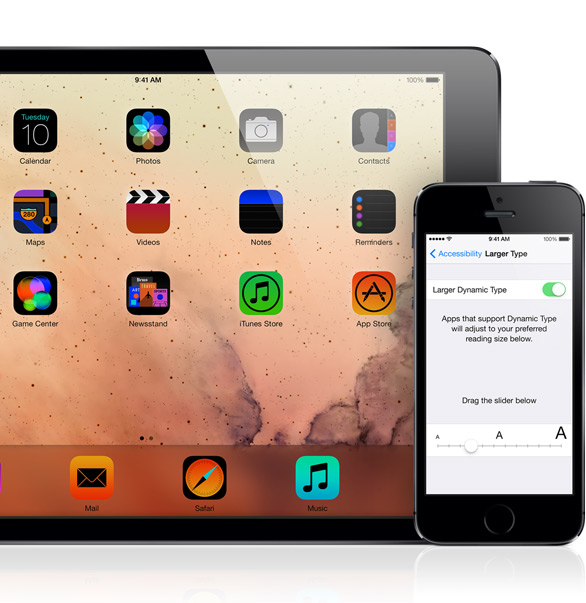 9:41 AM
100%
Tuesday
10
Calendar
Photos
Camera
Contacts
280
A
Maps
Videos
Notes
Reminders
Game Center
Newsstand
iTunes Store
App Store
Mail
Safari
Music
9:41 AM
100%
Accessibility Larger Type
Larger Dynamic Type
Apps that support Dynamic Type
will adjust to your preferred
reading size below.
Drag the slider below
A A A